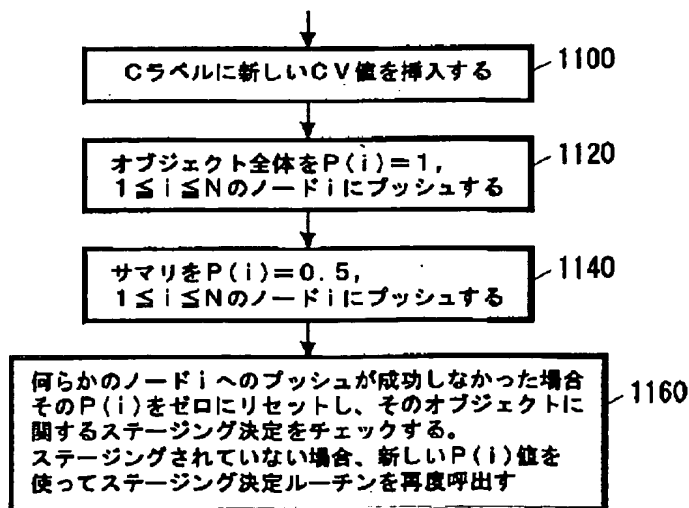 Cラベルに新しいCV値を挿入する
1100
オブジェクト全体をP(i)=1,
1≦i≦Nのノードiにプッシュする
1120
サマリをP(i)=0.5,
1≦i≦Nのノードiにプッシュする
1140
何らかのノードiへのプッシュが成功しなかった場合
そのP(i)をゼロにリセットし、そのオブジェクトに
関するステージング決定をチェックする。
ステージングされていない場合、新しいP(i)値を
使ってステージング決定ルーチンを再度呼出す
1160